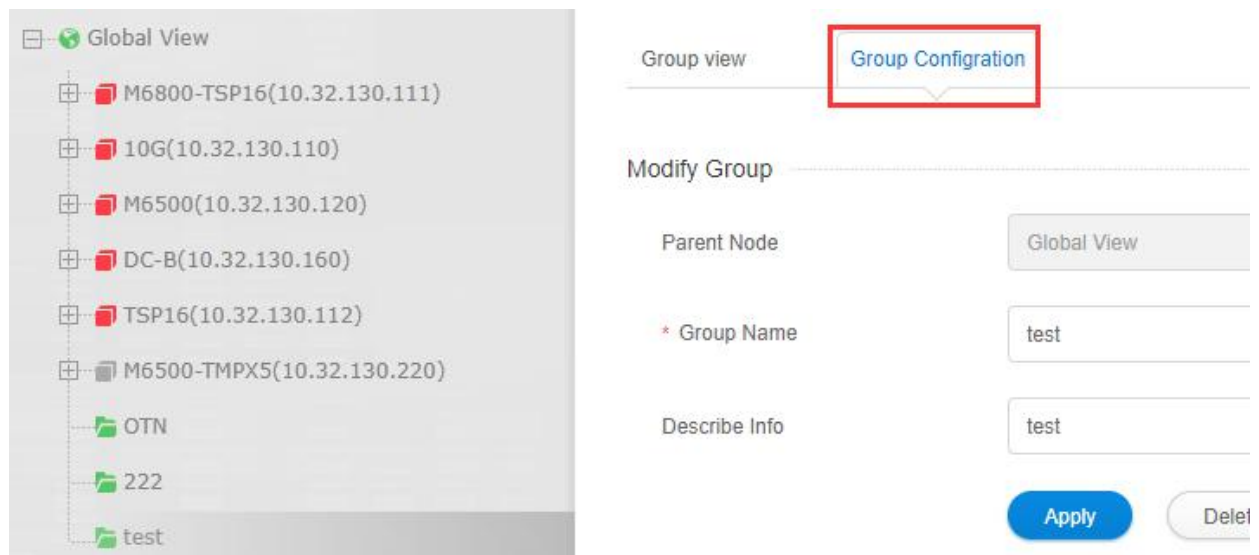 Global View
M6800-TSP16(10.32.130.111)
10G(10.32.130.110)
M6500(10.32.130.120)
DC-B(10.32.130.160)
TSP16(10.32.130.112)
M6500-TMPX5(10.32.130.220)
OTN
222
test
Group view
Group Configration
Modify Group
Parent Node
Global View
* Group Name
test
Describe Info
test
Apply